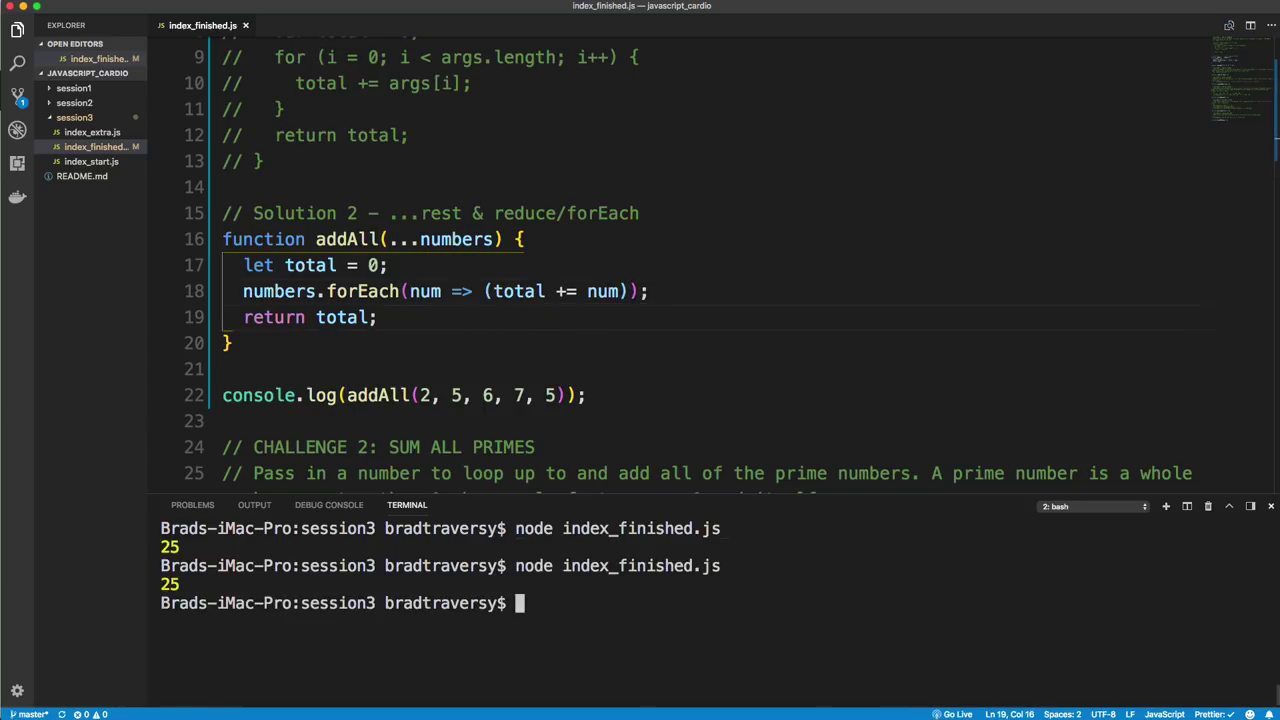 index_finished.js — javascript_cardio
EXPLORER
index_finished.js ×
OPEN EDITORS
index_finishe... M
JAVASCRIPT_CARDIO
session1
session2
session3
index_extra.js
index_finished... M
index_start.js
README.md
1
9 //   for (i = 0; i < args.length; i++) {
10 //     total += args[i];
11 //   }
12 //   return total;
13 // }
14
15 // Solution 2 - ...rest & reduce/forEach
16 function addAll(...numbers) {
17   let total = 0;
18   numbers.forEach(num => (total += num));
19   return total;
20 }
21
22 console.log(addAll(2, 5, 6, 7, 5));
23
24 // CHALLENGE 2: SUM ALL PRIMES
25 // Pass in a number to loop up to and add all of the prime numbers. A prime number is a whole
PROBLEMS OUTPUT DEBUG CONSOLE TERMINAL 2: bash
Brads-iMac-Pro:session3 bradtraversy$ node index_finished.js
25
Brads-iMac-Pro:session3 bradtraversy$ node index_finished.js
25
Brads-iMac-Pro:session3 bradtraversy$
master* 0 0 Go Live Ln 19, Col 16 Spaces: 2 UTF-8 LF JavaScript Prettier: ✓